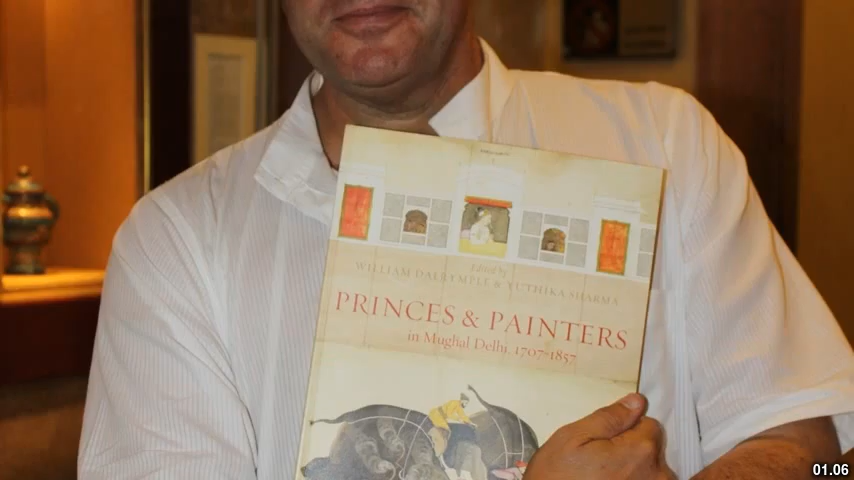 Edited by
WILLIAM DALRYMPLE & YUTHIKA SHARMA
PRINCES & PAINTERS
in Mughal Delhi, 1707-1857
01.06